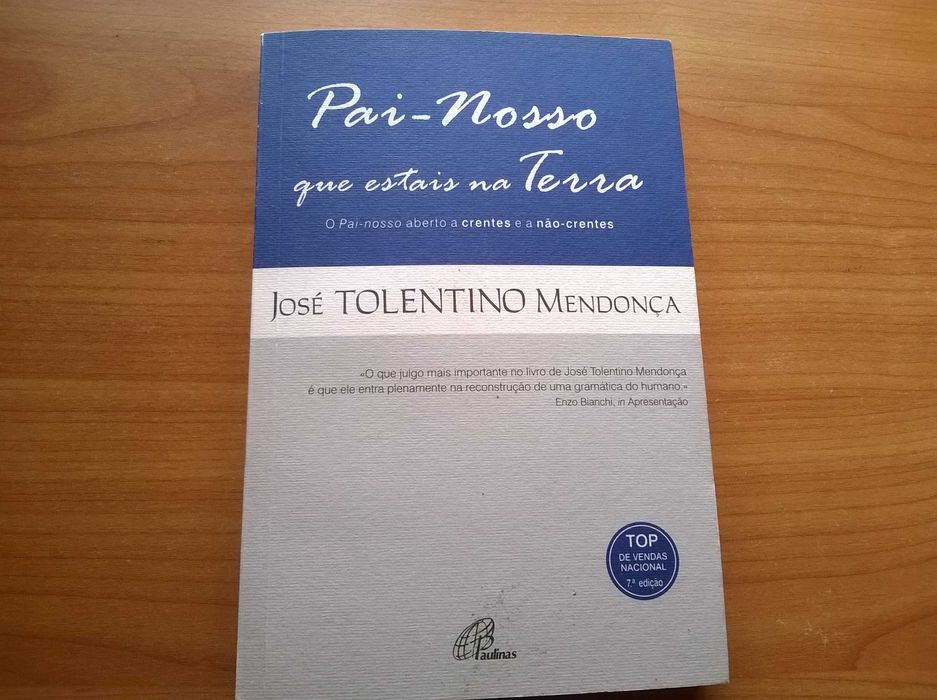 Pai-Nosso
que estais na Terra
O Pai-nosso aberto a crentes e a não-crentes
José TOLENTINO Mendonça
«O que julgo mais importante no livro de José Tolentino Mendonça
é que ele entra plenamente na reconstrução de uma gramática do humano.»
Enzo Bianchi, in Apresentação
TOP
DE VENDAS
NACIONAL
7.ª edição
Paulinas